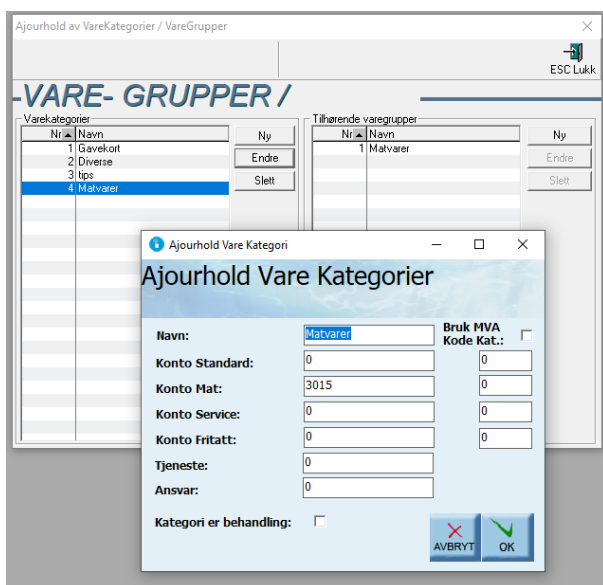 Ajourhold av VareKategorier / VareGrupper
ESC Lukk
-VARE- GRUPPER /
Varekategorier
Nr Navn
1 Gavekort
2 Diverse
3 tips
4 Matvarer
Ny
Endre
Slett
Tilhørende varegrupper
Nr Navn
1 Matvarer
Ny
Endre
Slett
Ajourhold Vare Kategori
Ajourhold Vare Kategorier
Navn: Matvarer Bruk MVA
Kode Kat.:
Konto Standard: 0 0
Konto Mat: 3015 0
Konto Service: 0 0
Konto Fritatt: 0 0
Tjeneste: 0
Ansvar: 0
Kategori er behandling:
AVBRYT OK